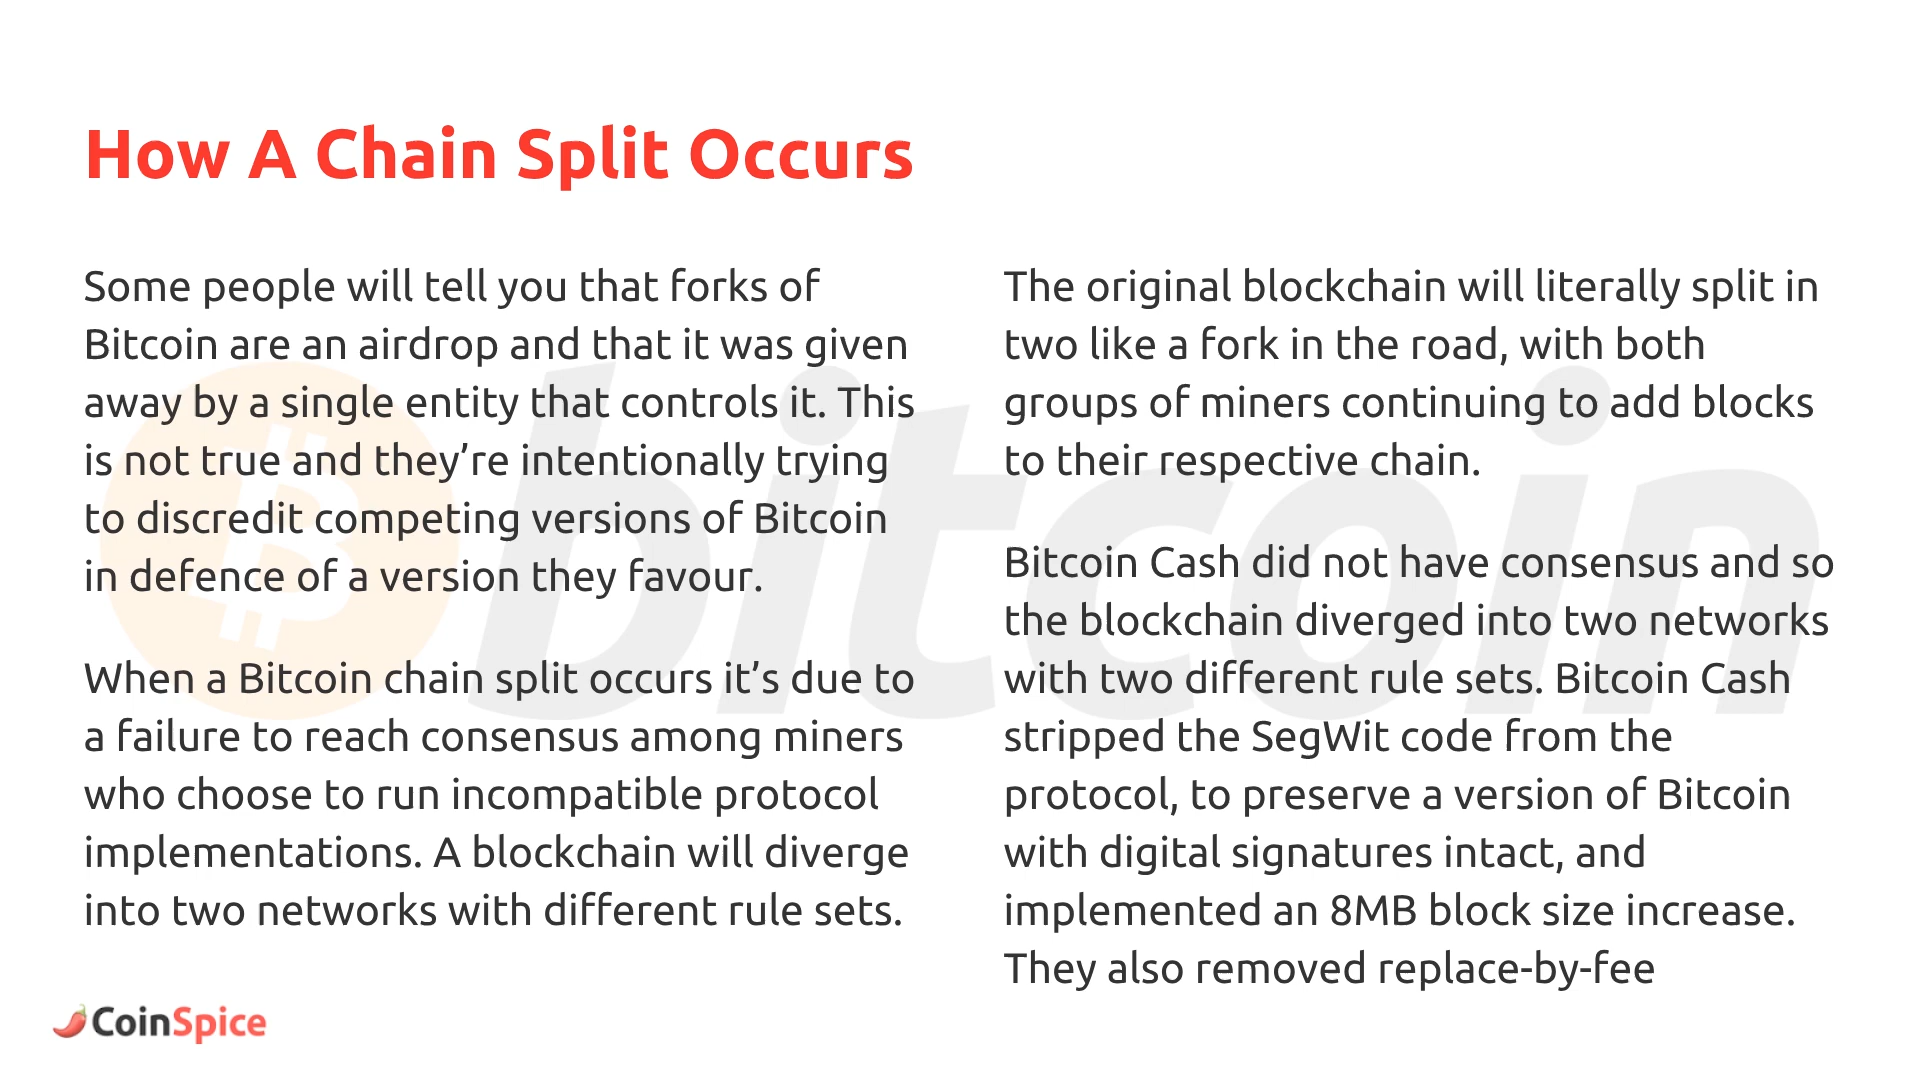 How A Chain Split Occurs
Some people will tell you that forks of
Bitcoin are an airdrop and that it was given
away by a single entity that controls it. This
is not true and they’re intentionally trying
to discredit competing versions of Bitcoin
in defence of a version they favour.
When a Bitcoin chain split occurs it’s due to
a failure to reach consensus among miners
who choose to run incompatible protocol
implementations. A blockchain will diverge
into two networks with different rule sets.
The original blockchain will literally split in
two like a fork in the road, with both
groups of miners continuing to add blocks
to their respective chain.
Bitcoin Cash did not have consensus and so
the blockchain diverged into two networks
with two different rule sets. Bitcoin Cash
stripped the SegWit code from the
protocol, to preserve a version of Bitcoin
with digital signatures intact, and
implemented an 8MB block size increase.
They also removed replace-by-fee
bitcoin
CoinSpice